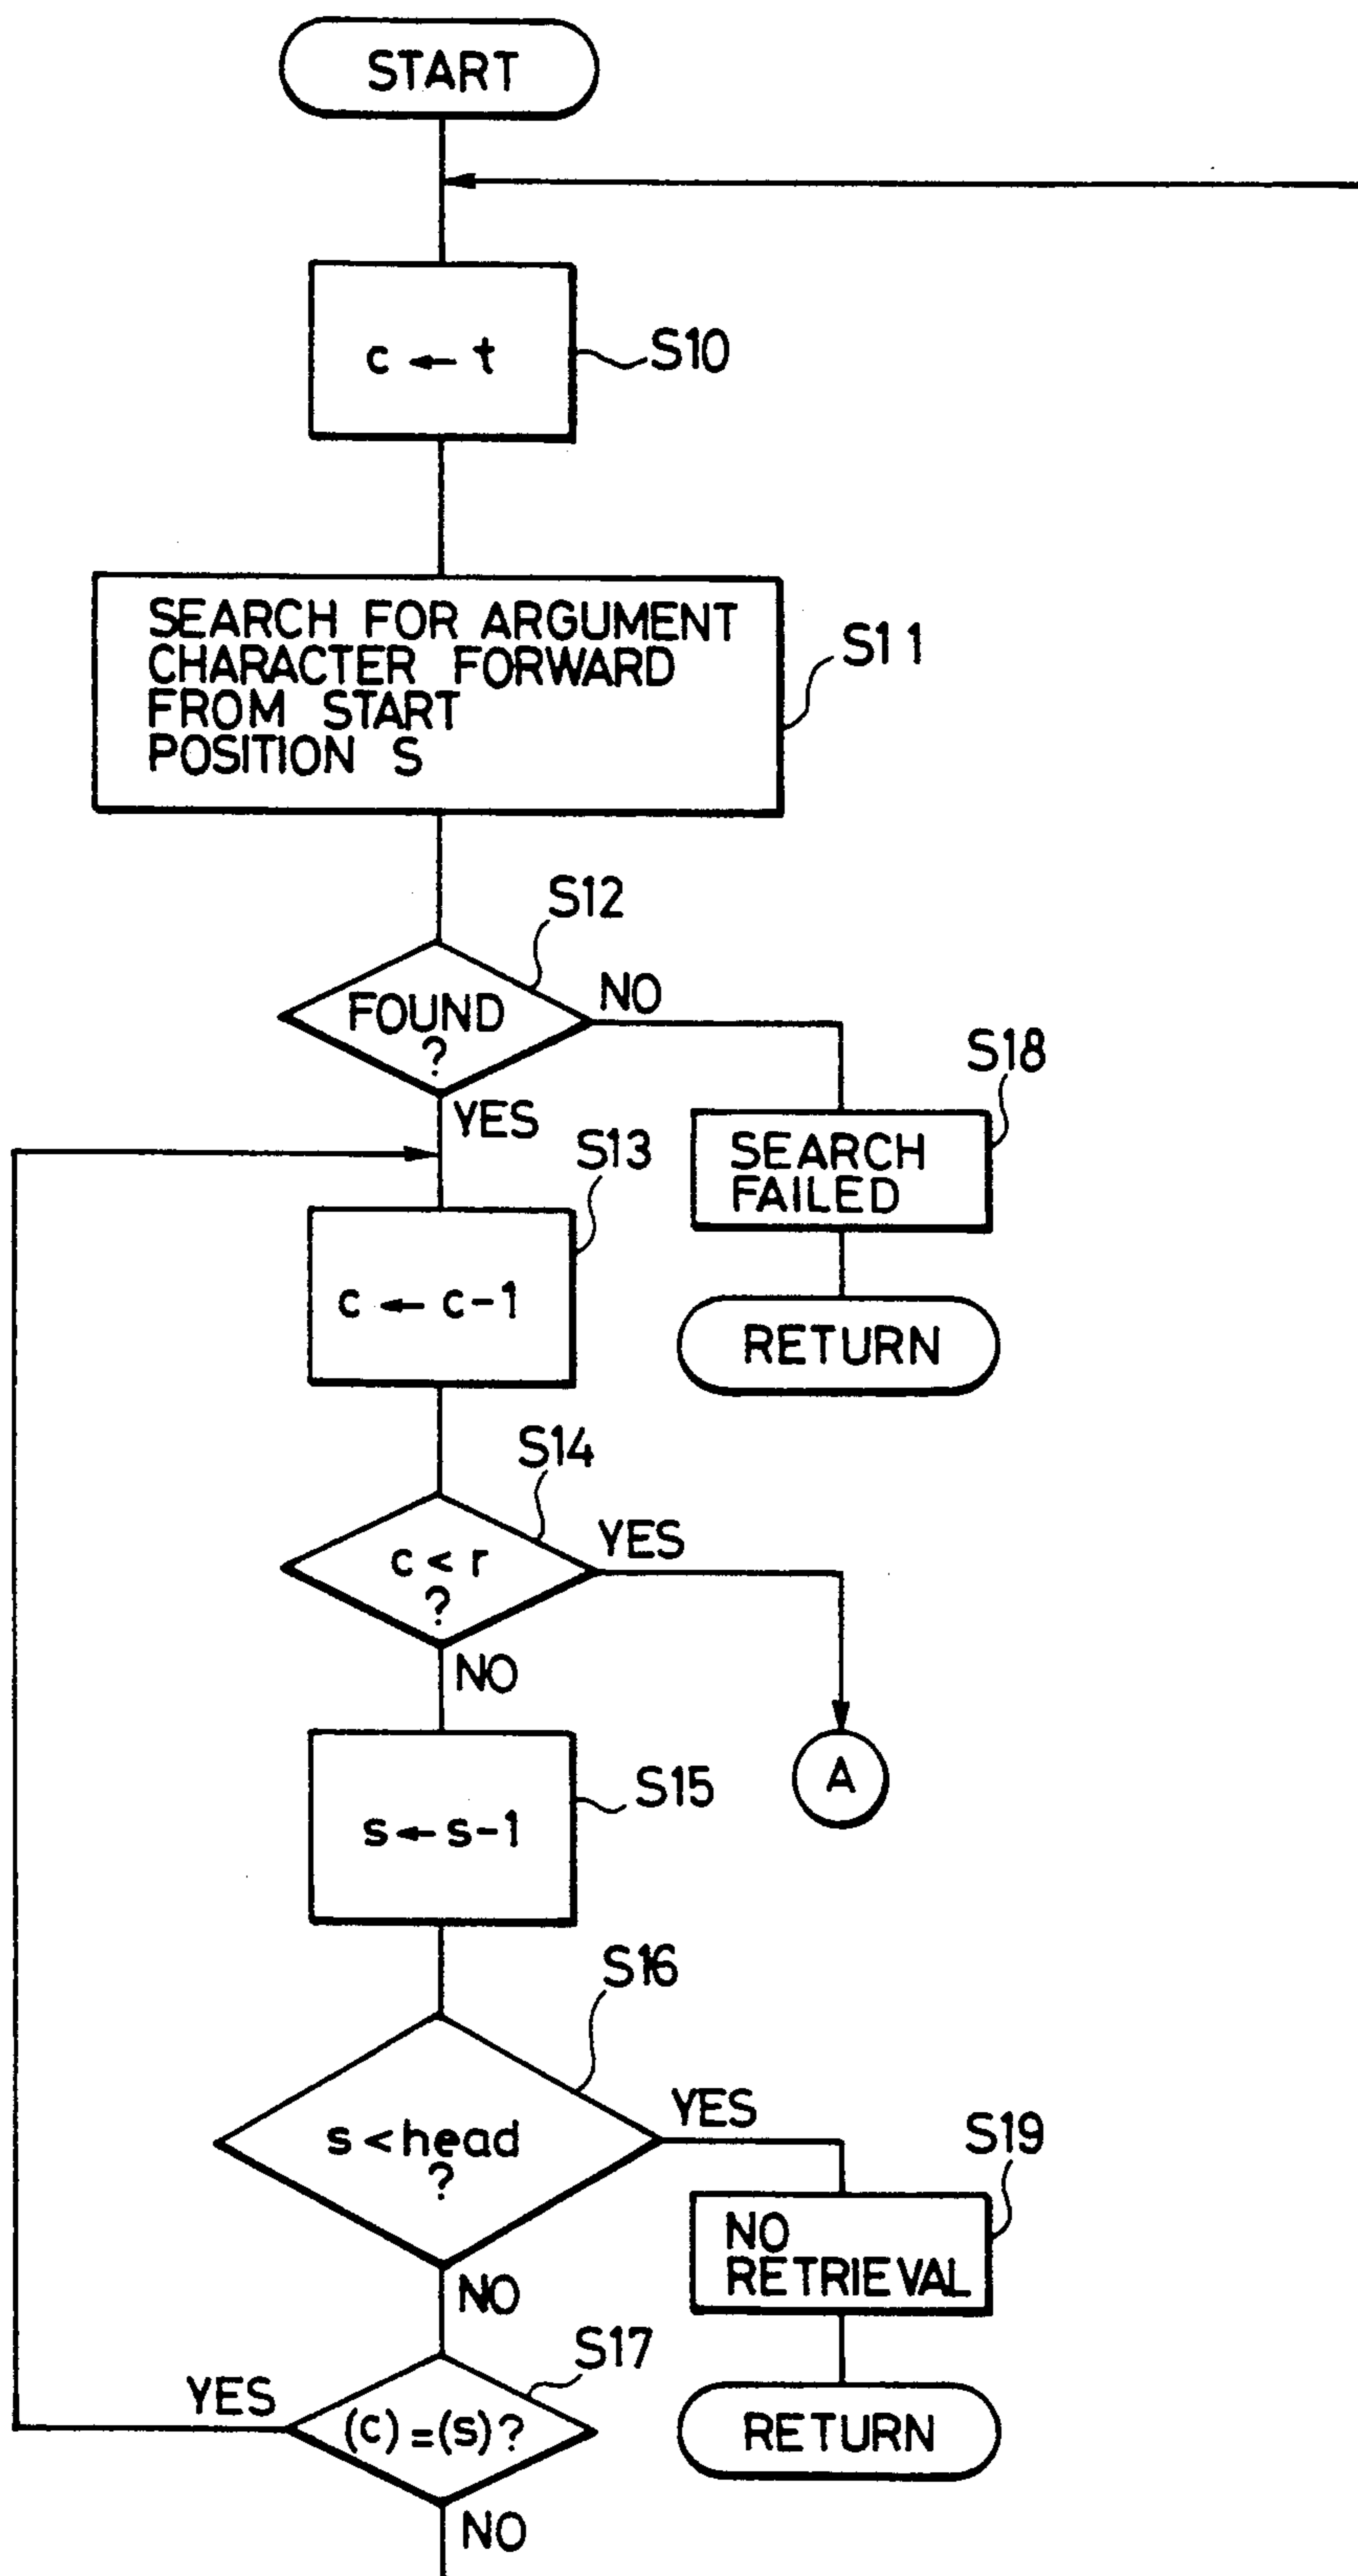 START
c ← t
S10
SEARCH FOR ARGUMENT
CHARACTER FORWARD
FROM START
POSITION S
S11
S12
FOUND
?
NO
YES
S18
SEARCH
FAILED
RETURN
S13
c ← c-1
S14
c < r
?
YES
NO
A
S15
s ← s-1
S16
s < head
?
YES
NO
S19
NO
RETRIEVAL
RETURN
S17
(c) = (s) ?
YES
NO